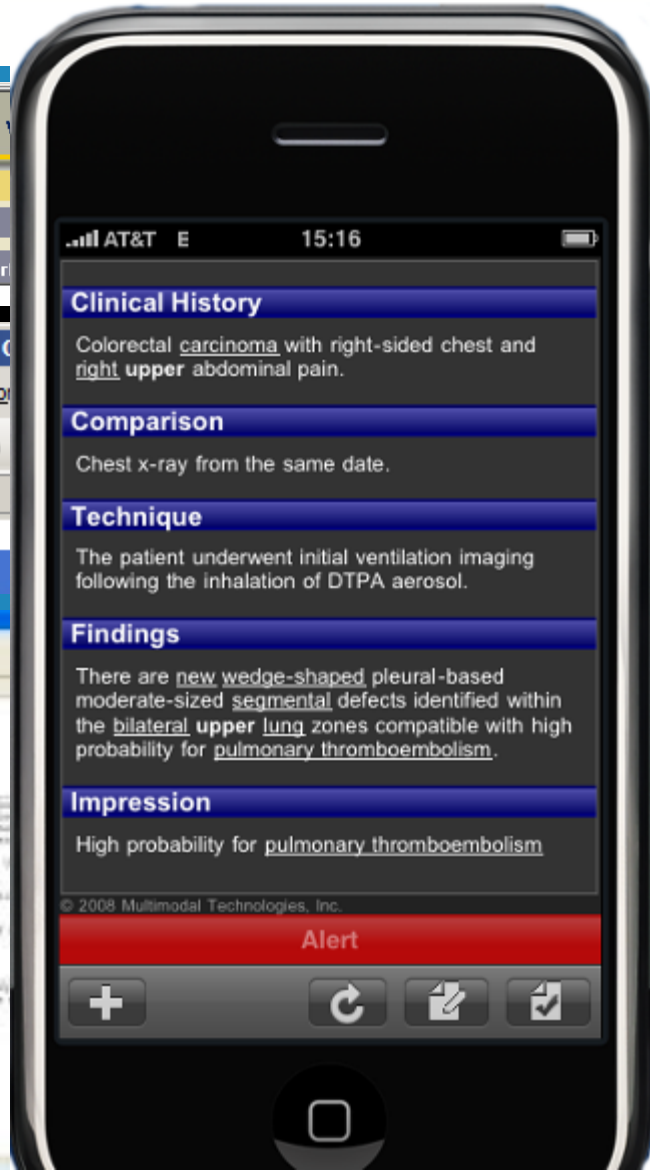 AT&T E 15:16
Clinical History
Colorectal carcinoma with right-sided chest and
right upper abdominal pain.
Comparison
Chest x-ray from the same date.
Technique
The patient underwent initial ventilation imaging
following the inhalation of DTPA aerosol.
Findings
There are new wedge-shaped pleural-based
moderate-sized segmental defects identified within
the bilateral upper lung zones compatible with high
probability for pulmonary thromboembolism.
Impression
High probability for pulmonary thromboembolism
© 2008 Multimodal Technologies, Inc.
Alert